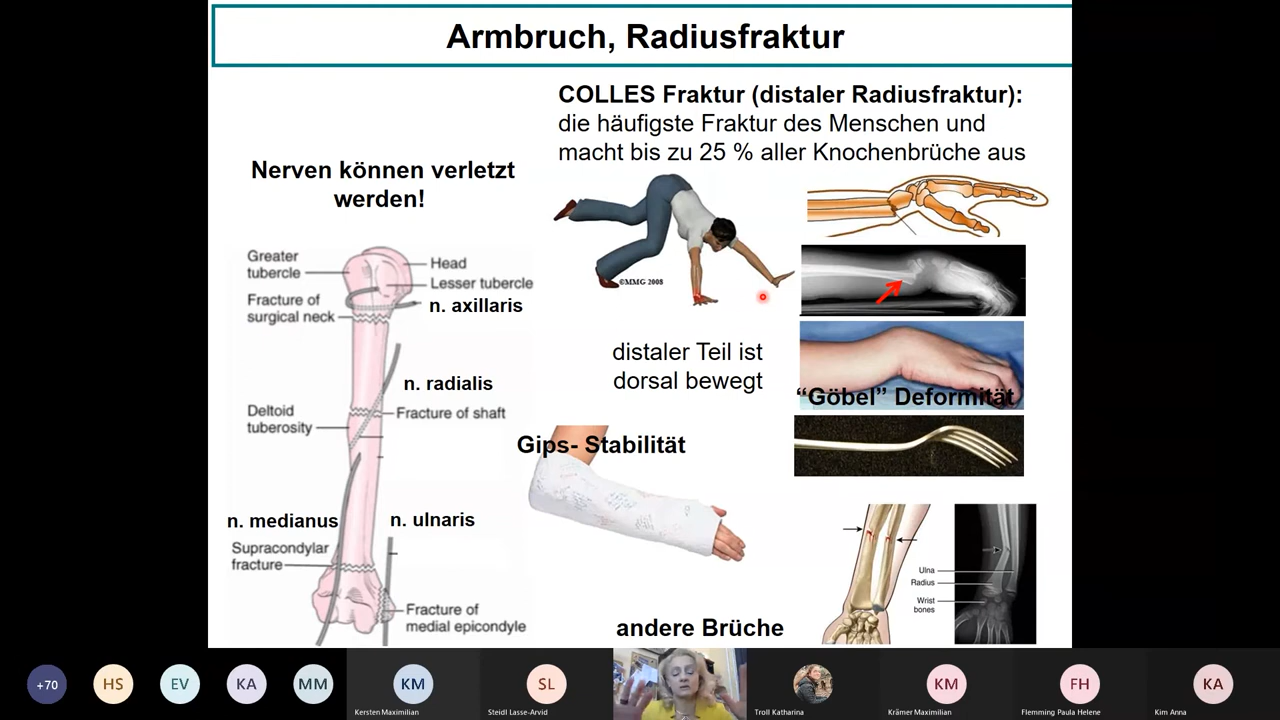 Armbruch, Radiusfraktur
COLLES Fraktur (distaler Radiusfraktur):
die häufigste Fraktur des Menschen und
macht bis zu 25 % aller Knochenbrüche aus
Nerven können verletzt
werden!
Greater
tubercle
Head
Lesser tubercle
Fracture of
surgical neck
n. axillaris
n. radialis
Deltoid
tuberosity
Fracture of shaft
n. medianus
n. ulnaris
Supracondylar
fracture
Fracture of
medial epicondyle
©MMG 2008
distaler Teil ist
dorsal bewegt
"Göbel" Deformität
Gips- Stabilität
Ulna
Radius
Wrist
bones
andere Brüche
+70
HS
EV
KA
MM
KM
Kersten Maximilian
SL
Steidl Lasse-Arvid
Troll Katharina
KM
Krämer Maximilian
FH
Flemming Paula Helene
KA
Kim Anna